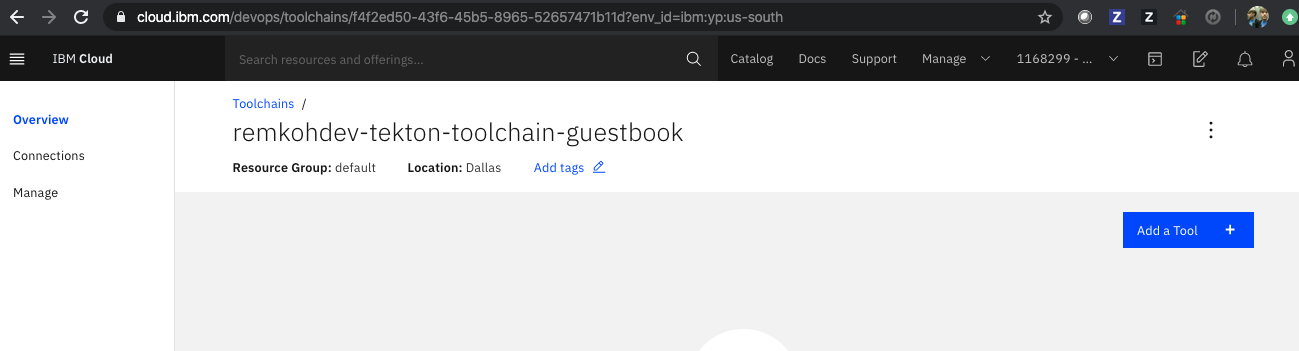 cloud.ibm.com/devops/toolchains/f4f2ed50-43f6-45b5-8965-52657471b11d?env_id=ibm:yp:us-south
IBM Cloud
Search resources and offerings...
Catalog
Docs
Support
Manage
1168299 - ...
Overview
Connections
Manage
Toolchains /
remkohdev-tekton-toolchain-guestbook
Resource Group: default Location: Dallas Add tags
Add a Tool +